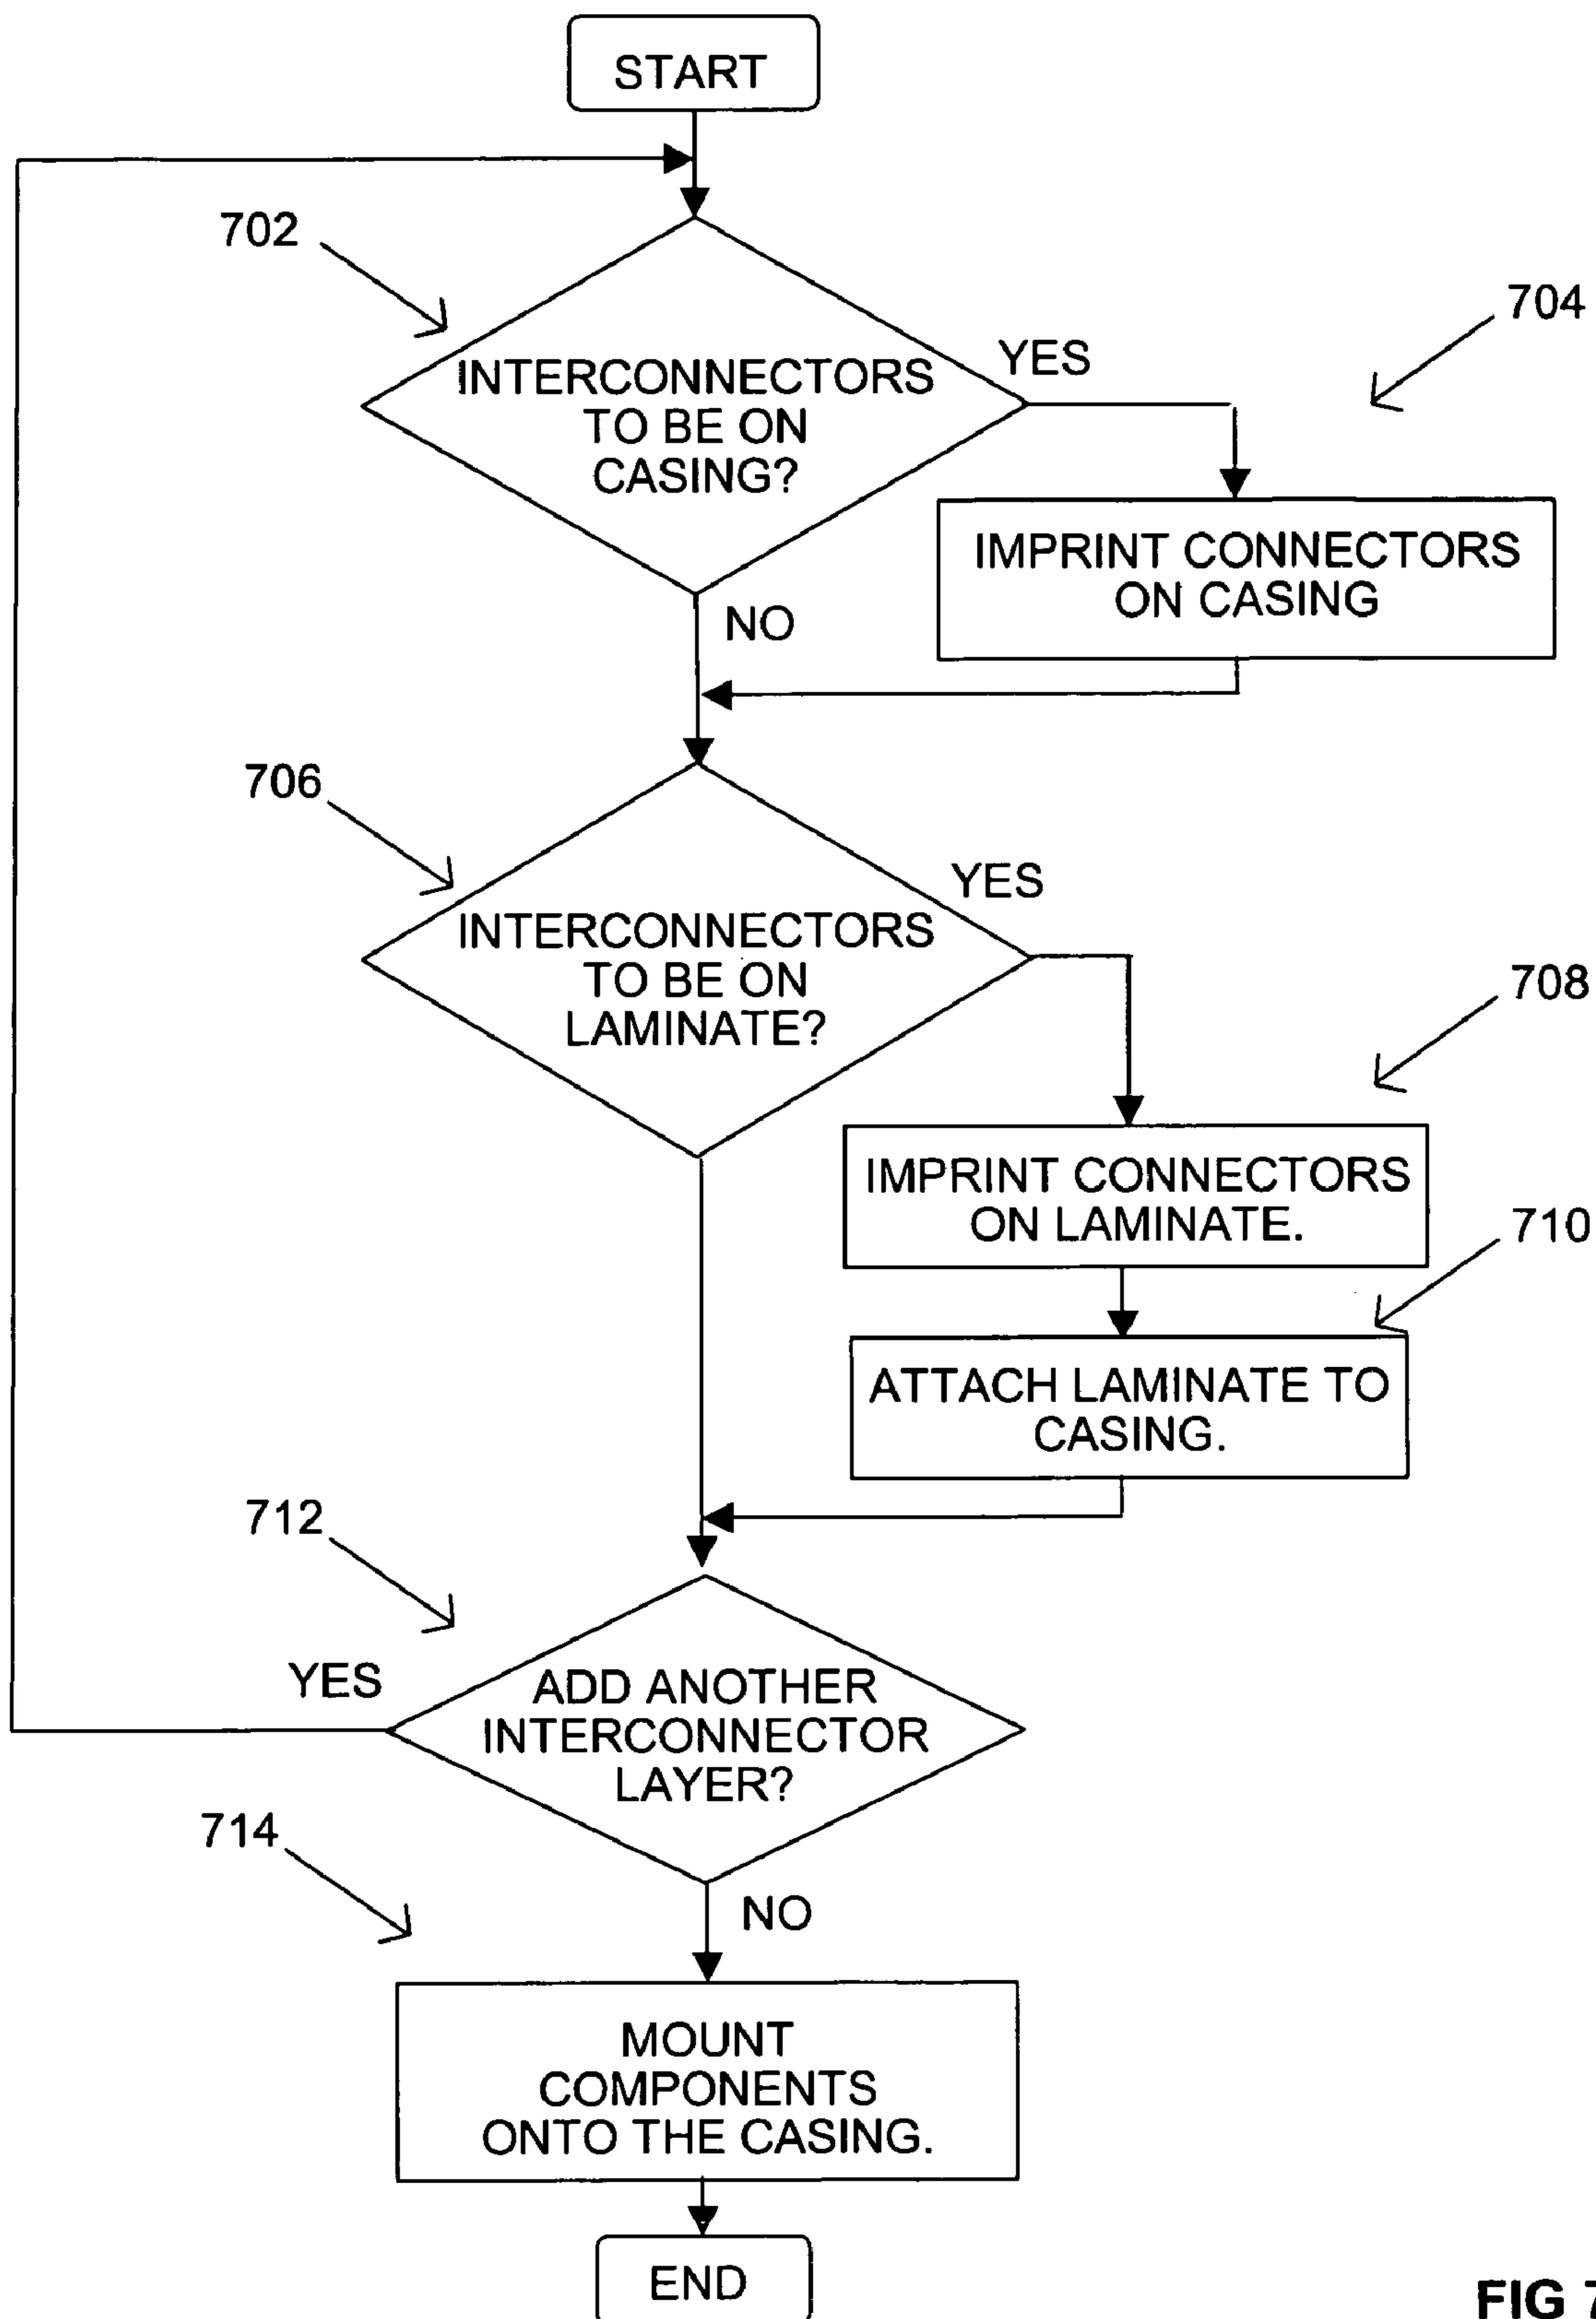 START
702
704
INTERCONNECTORS
TO BE ON
CASING?
YES
IMPRINT CONNECTORS
ON CASING
NO
706
INTERCONNECTORS
TO BE ON
LAMINATE?
YES
708
IMPRINT CONNECTORS
ON LAMINATE.
710
ATTACH LAMINATE TO
CASING.
712
YES
ADD ANOTHER
INTERCONNECTOR
LAYER?
714
NO
MOUNT
COMPONENTS
ONTO THE CASING.
END
FIG 7